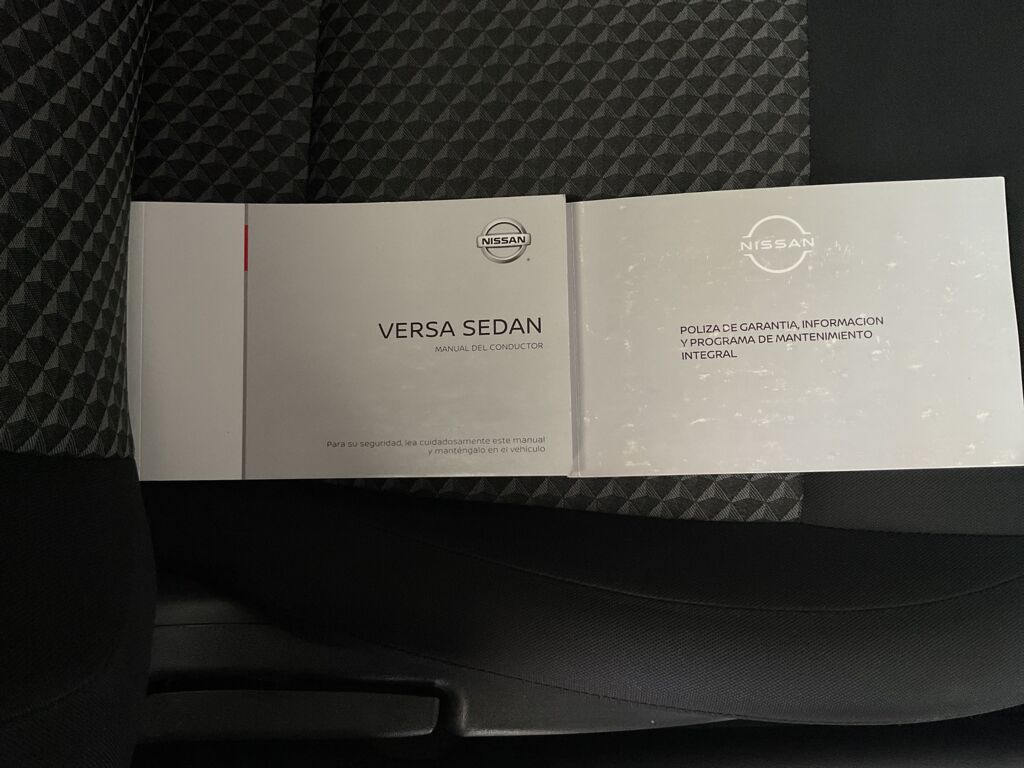 NISSAN
VERSA SEDAN
MANUAL DEL CONDUCTOR
Para su seguridad, lea cuidadosamente este manual
y manténgalo en el vehículo
NISSAN
POLIZA DE GARANTIA, INFORMACION
Y PROGRAMA DE MANTENIMIENTO
INTEGRAL